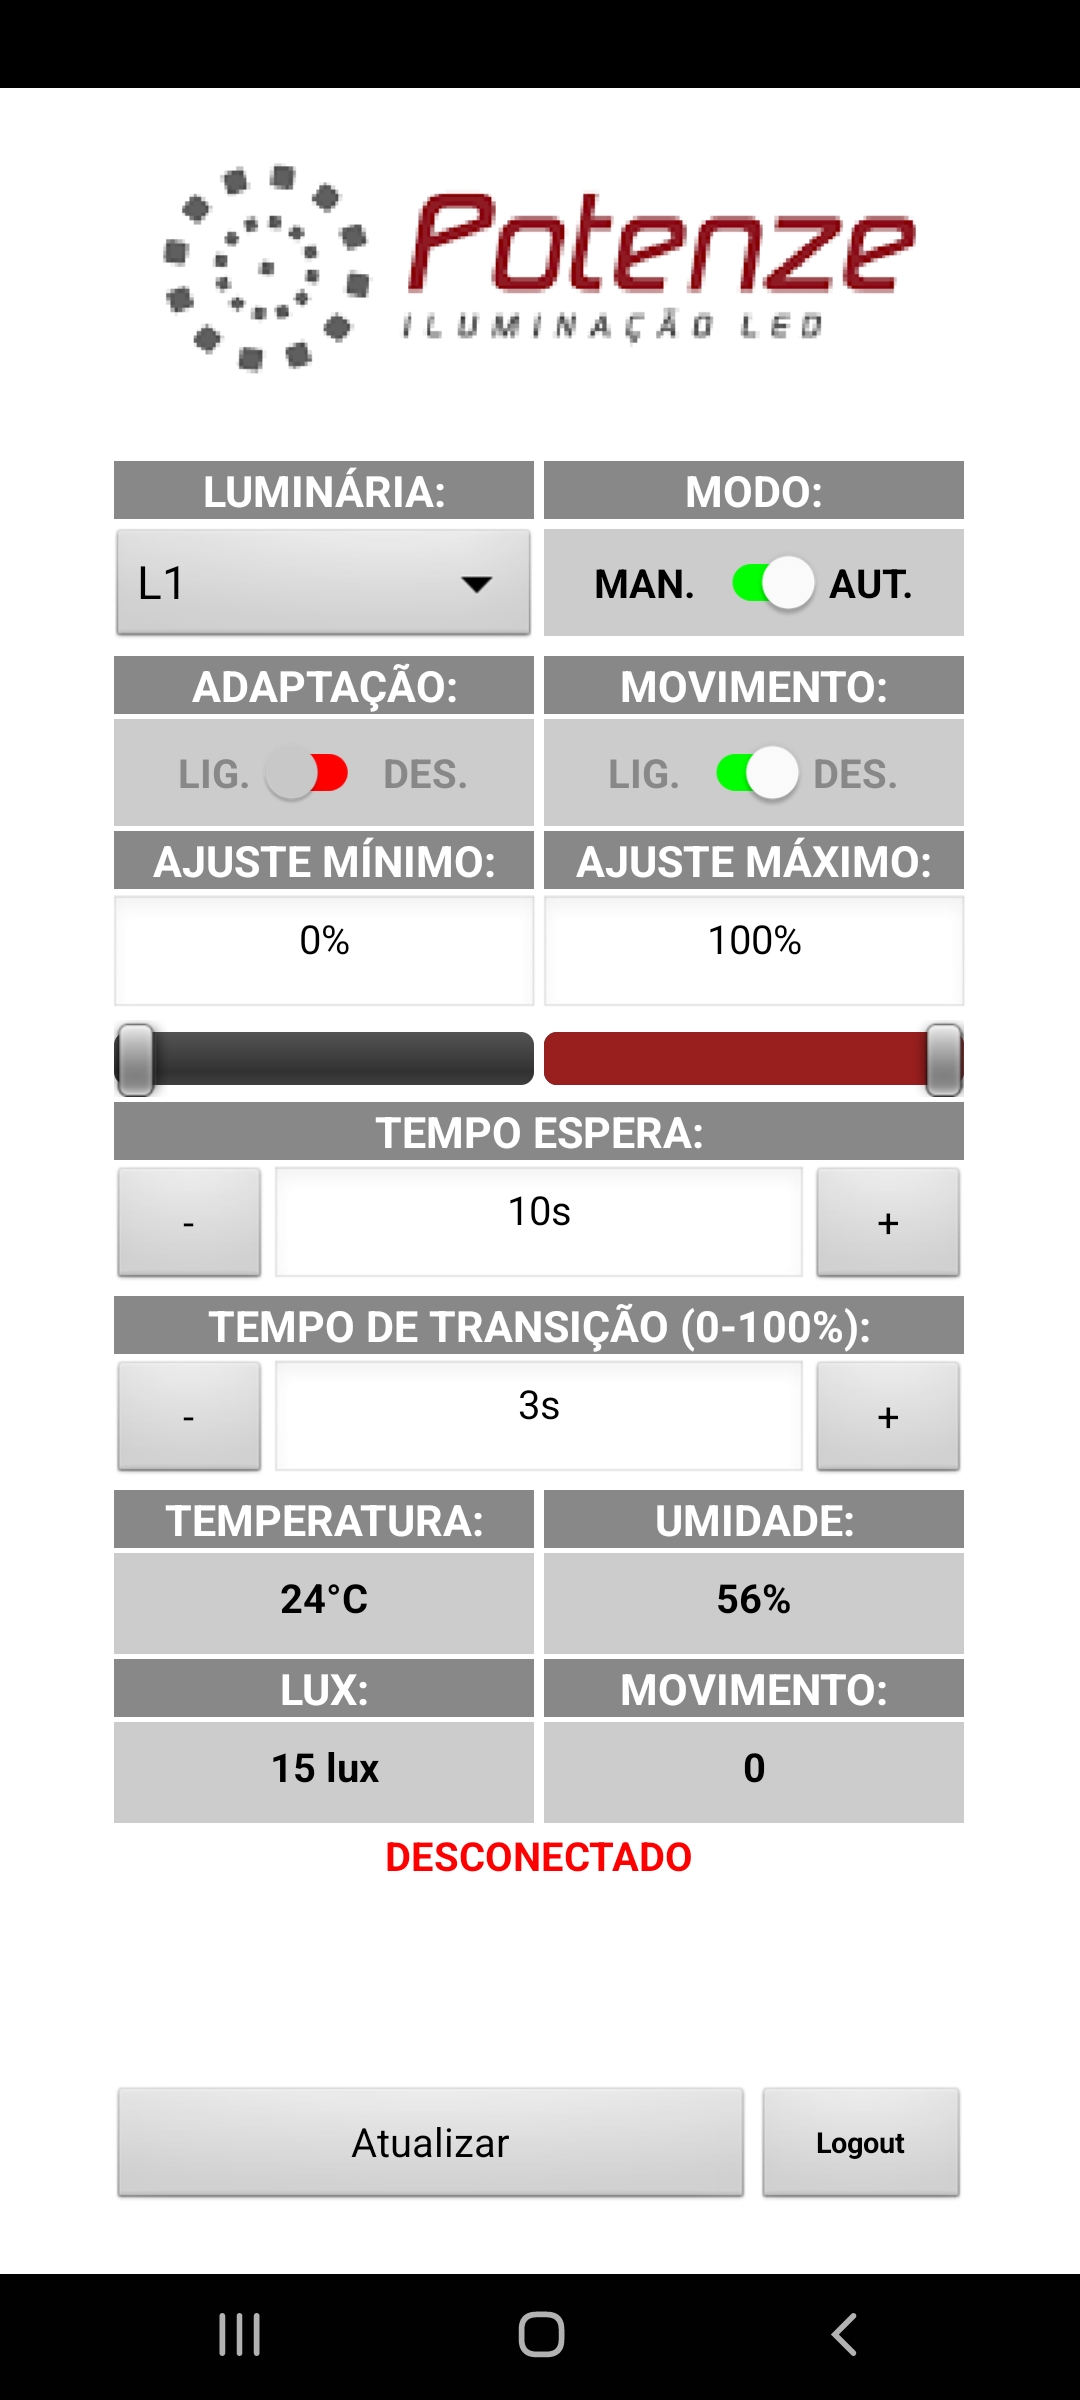 Potenze
ILUMINAÇÃO LED
LUMINÁRIA: MODO:
L1 MAN. AUT.
ADAPTAÇÃO: MOVIMENTO:
LIG. DES. LIG. DES.
AJUSTE MÍNIMO: AJUSTE MÁXIMO:
0% 100%
TEMPO ESPERA:
- 10s +
TEMPO DE TRANSIÇÃO (0-100%):
- 3s +
TEMPERATURA: UMIDADE:
24°C 56%
LUX: MOVIMENTO:
15 lux 0
DESCONECTADO
Atualizar Logout